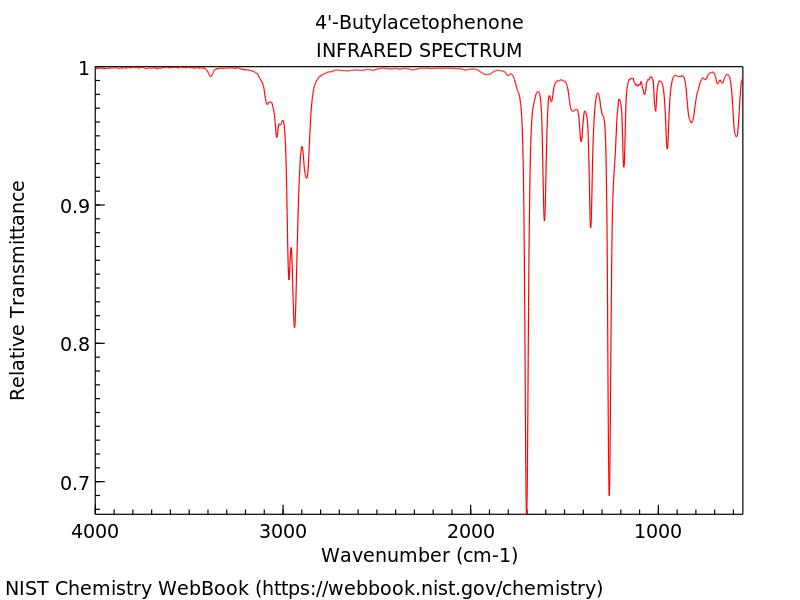 4'-Butylacetophenone
INFRARED SPECTRUM
1
0.9
0.8
0.7
Relative Transmittance
4000 3000 2000 1000
Wavenumber (cm-1)
NIST Chemistry WebBook (https://webbook.nist.gov/chemistry)